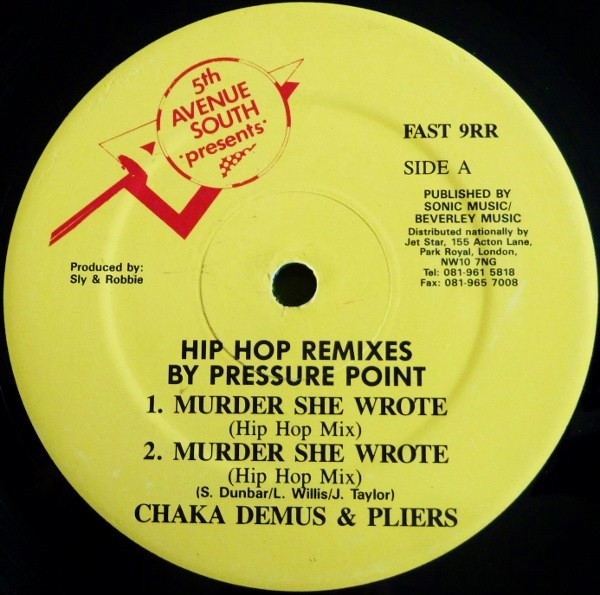 5th
AVENUE
SOUTH
·presents·
FAST 9RR
SIDE A
PUBLISHED BY
SONIC MUSIC/
BEVERLEY MUSIC
Distributed nationally by
Jet Star, 155 Acton Lane,
Park Royal, London,
NW10 7NG
Tel: 081-961 5818
Fax: 081-965 7008
Produced by:
Sly & Robbie
HIP HOP REMIXES
BY PRESSURE POINT
1. MURDER SHE WROTE
(Hip Hop Mix)
2. MURDER SHE WROTE
(Hip Hop Mix)
(S. Dunbar/L. Willis/J. Taylor)
CHAKA DEMUS & PLIERS